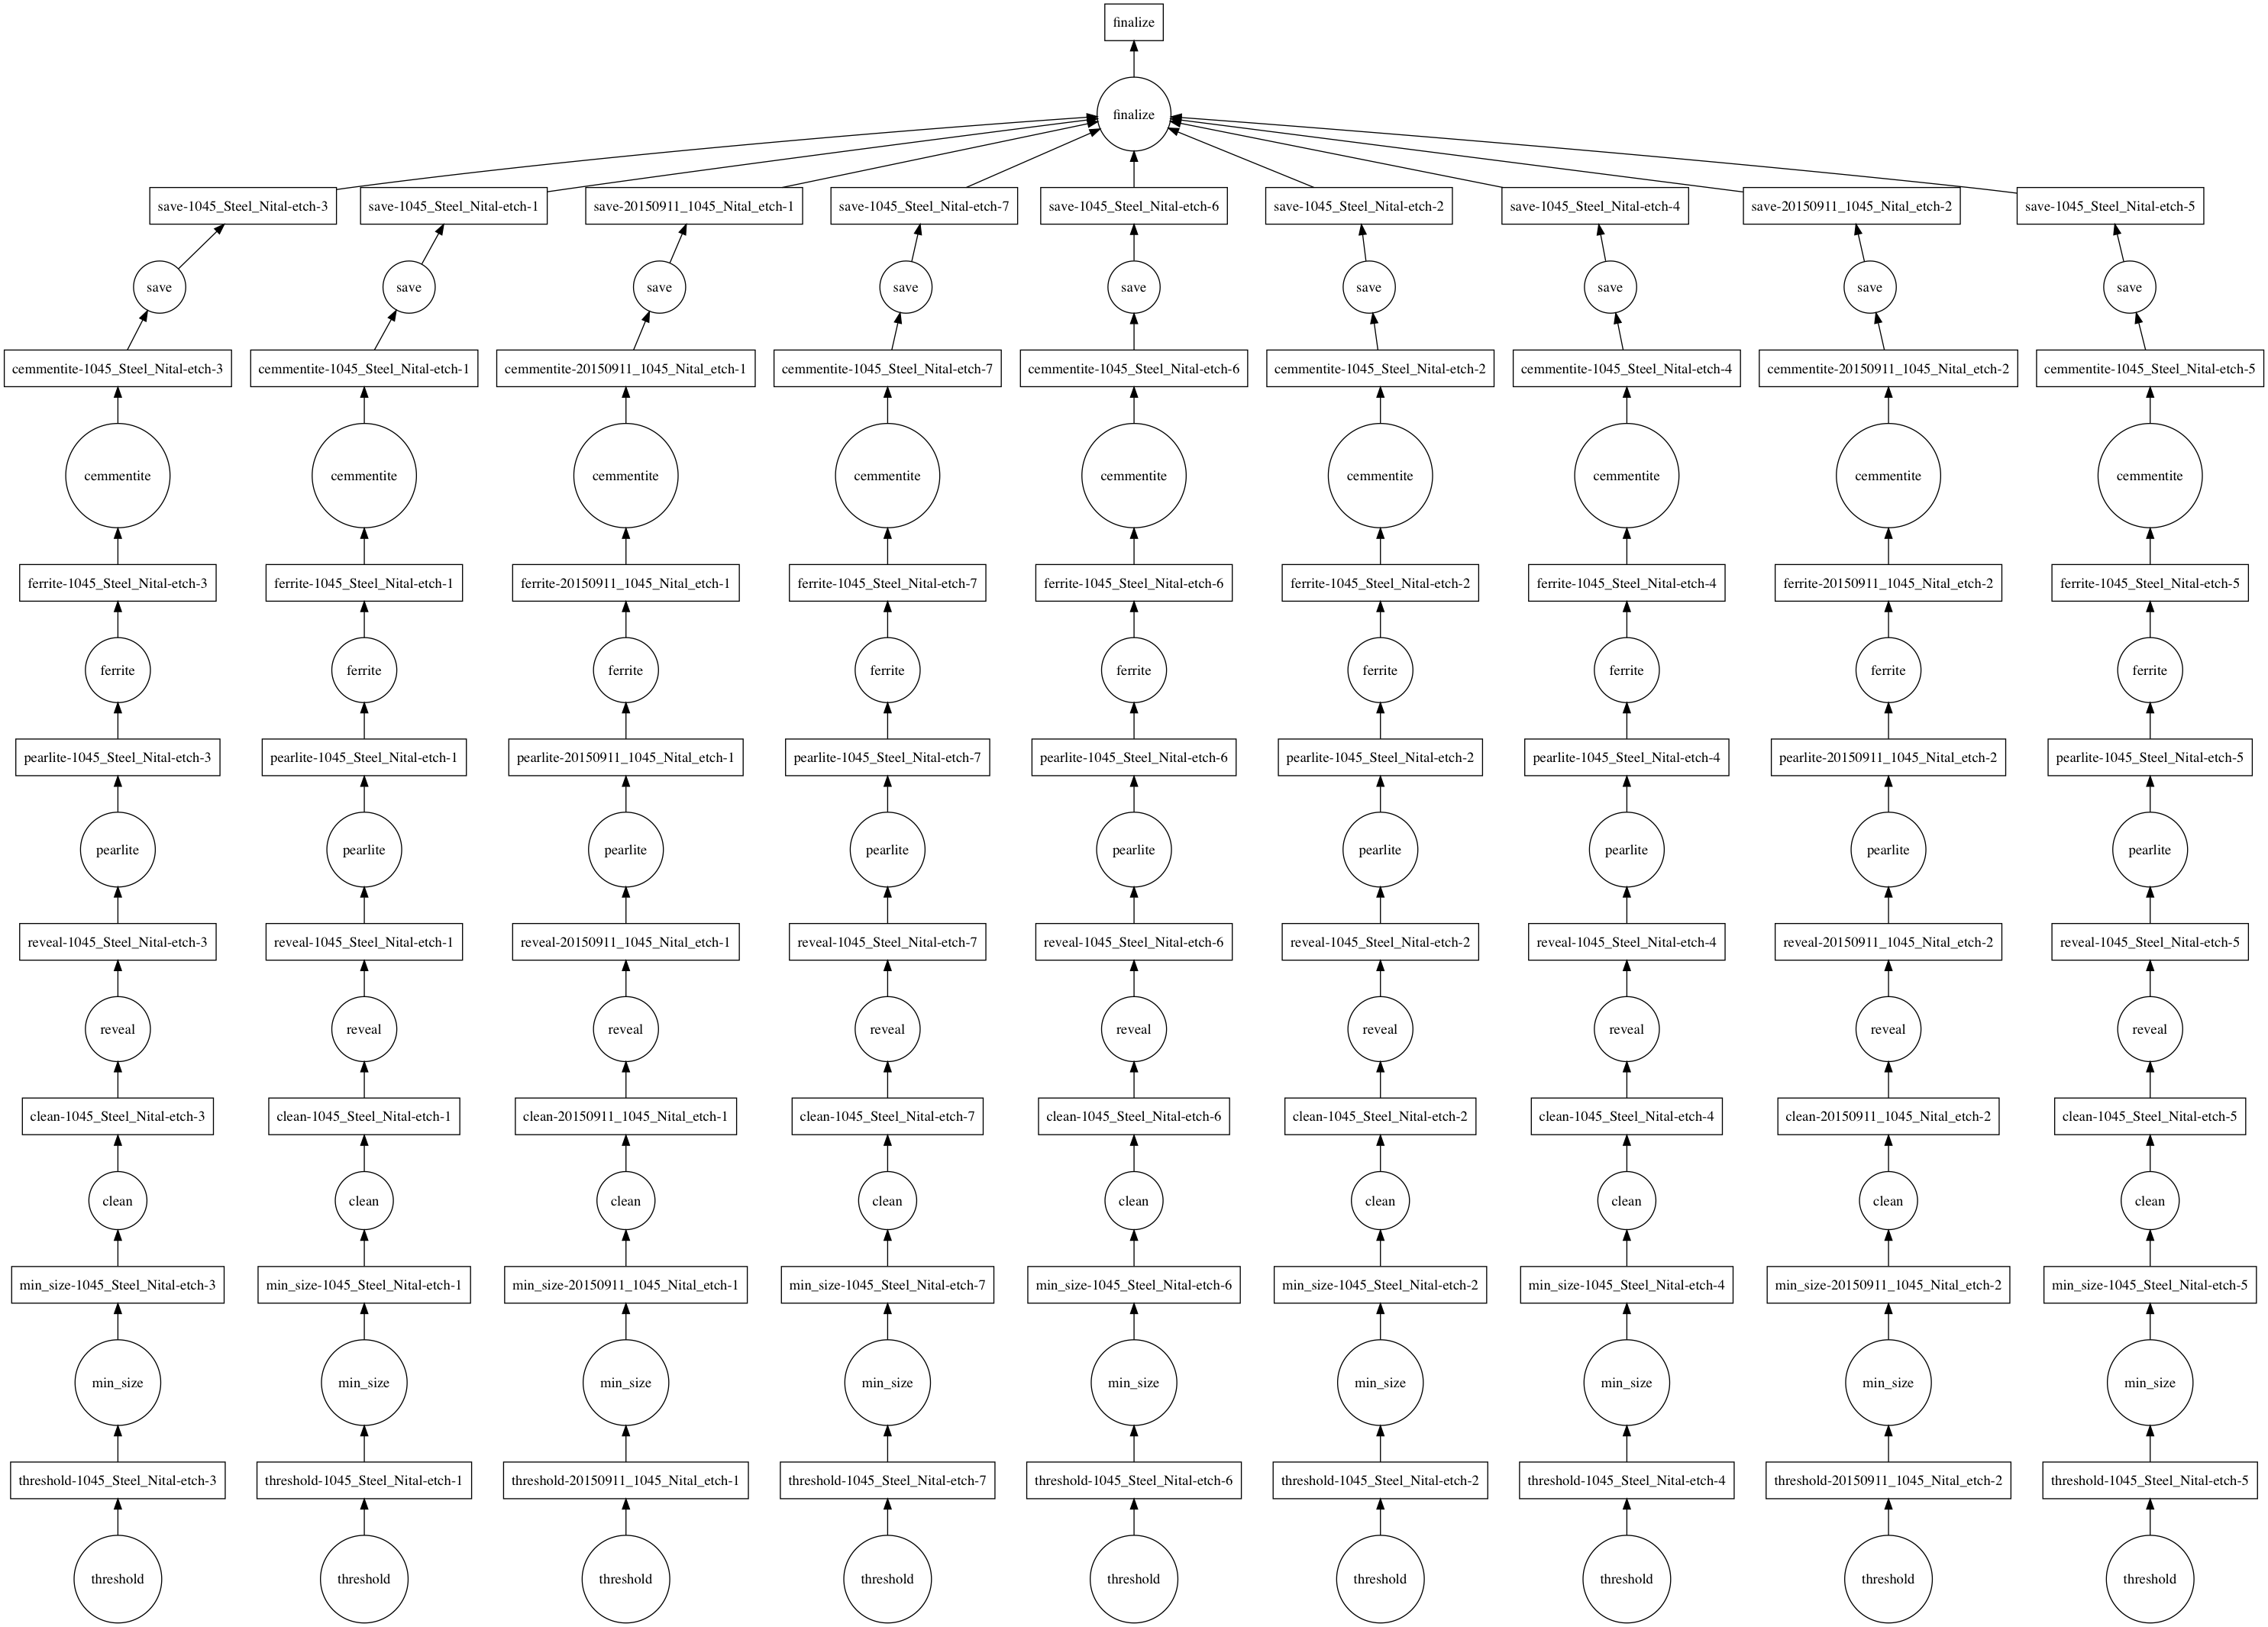 finalize
finalize
save-1045_Steel_Nital-etch-3
save-1045_Steel_Nital-etch-1
save-20150911_1045_Nital_etch-1
save-1045_Steel_Nital-etch-7
save-1045_Steel_Nital-etch-6
save-1045_Steel_Nital-etch-2
save-1045_Steel_Nital-etch-4
save-20150911_1045_Nital_etch-2
save-1045_Steel_Nital-etch-5
save
save
save
save
save
save
save
save
save
cemmentite-1045_Steel_Nital-etch-3
cemmentite-1045_Steel_Nital-etch-1
cemmentite-20150911_1045_Nital_etch-1
cemmentite-1045_Steel_Nital-etch-7
cemmentite-1045_Steel_Nital-etch-6
cemmentite-1045_Steel_Nital-etch-2
cemmentite-1045_Steel_Nital-etch-4
cemmentite-20150911_1045_Nital_etch-2
cemmentite-1045_Steel_Nital-etch-5
cemmentite
cemmentite
cemmentite
cemmentite
cemmentite
cemmentite
cemmentite
cemmentite
cemmentite
ferrite-1045_Steel_Nital-etch-3
ferrite-1045_Steel_Nital-etch-1
ferrite-20150911_1045_Nital_etch-1
ferrite-1045_Steel_Nital-etch-7
ferrite-1045_Steel_Nital-etch-6
ferrite-1045_Steel_Nital-etch-2
ferrite-1045_Steel_Nital-etch-4
ferrite-20150911_1045_Nital_etch-2
ferrite-1045_Steel_Nital-etch-5
ferrite
ferrite
ferrite
ferrite
ferrite
ferrite
ferrite
ferrite
ferrite
pearlite-1045_Steel_Nital-etch-3
pearlite-1045_Steel_Nital-etch-1
pearlite-20150911_1045_Nital_etch-1
pearlite-1045_Steel_Nital-etch-7
pearlite-1045_Steel_Nital-etch-6
pearlite-1045_Steel_Nital-etch-2
pearlite-1045_Steel_Nital-etch-4
pearlite-20150911_1045_Nital_etch-2
pearlite-1045_Steel_Nital-etch-5
pearlite
pearlite
pearlite
pearlite
pearlite
pearlite
pearlite
pearlite
pearlite
reveal-1045_Steel_Nital-etch-3
reveal-1045_Steel_Nital-etch-1
reveal-20150911_1045_Nital_etch-1
reveal-1045_Steel_Nital-etch-7
reveal-1045_Steel_Nital-etch-6
reveal-1045_Steel_Nital-etch-2
reveal-1045_Steel_Nital-etch-4
reveal-20150911_1045_Nital_etch-2
reveal-1045_Steel_Nital-etch-5
reveal
reveal
reveal
reveal
reveal
reveal
reveal
reveal
reveal
clean-1045_Steel_Nital-etch-3
clean-1045_Steel_Nital-etch-1
clean-20150911_1045_Nital_etch-1
clean-1045_Steel_Nital-etch-7
clean-1045_Steel_Nital-etch-6
clean-1045_Steel_Nital-etch-2
clean-1045_Steel_Nital-etch-4
clean-20150911_1045_Nital_etch-2
clean-1045_Steel_Nital-etch-5
clean
clean
clean
clean
clean
clean
clean
clean
clean
min_size-1045_Steel_Nital-etch-3
min_size-1045_Steel_Nital-etch-1
min_size-20150911_1045_Nital_etch-1
min_size-1045_Steel_Nital-etch-7
min_size-1045_Steel_Nital-etch-6
min_size-1045_Steel_Nital-etch-2
min_size-1045_Steel_Nital-etch-4
min_size-20150911_1045_Nital_etch-2
min_size-1045_Steel_Nital-etch-5
min_size
min_size
min_size
min_size
min_size
min_size
min_size
min_size
min_size
threshold-1045_Steel_Nital-etch-3
threshold-1045_Steel_Nital-etch-1
threshold-20150911_1045_Nital_etch-1
threshold-1045_Steel_Nital-etch-7
threshold-1045_Steel_Nital-etch-6
threshold-1045_Steel_Nital-etch-2
threshold-1045_Steel_Nital-etch-4
threshold-20150911_1045_Nital_etch-2
threshold-1045_Steel_Nital-etch-5
threshold
threshold
threshold
threshold
threshold
threshold
threshold
threshold
threshold